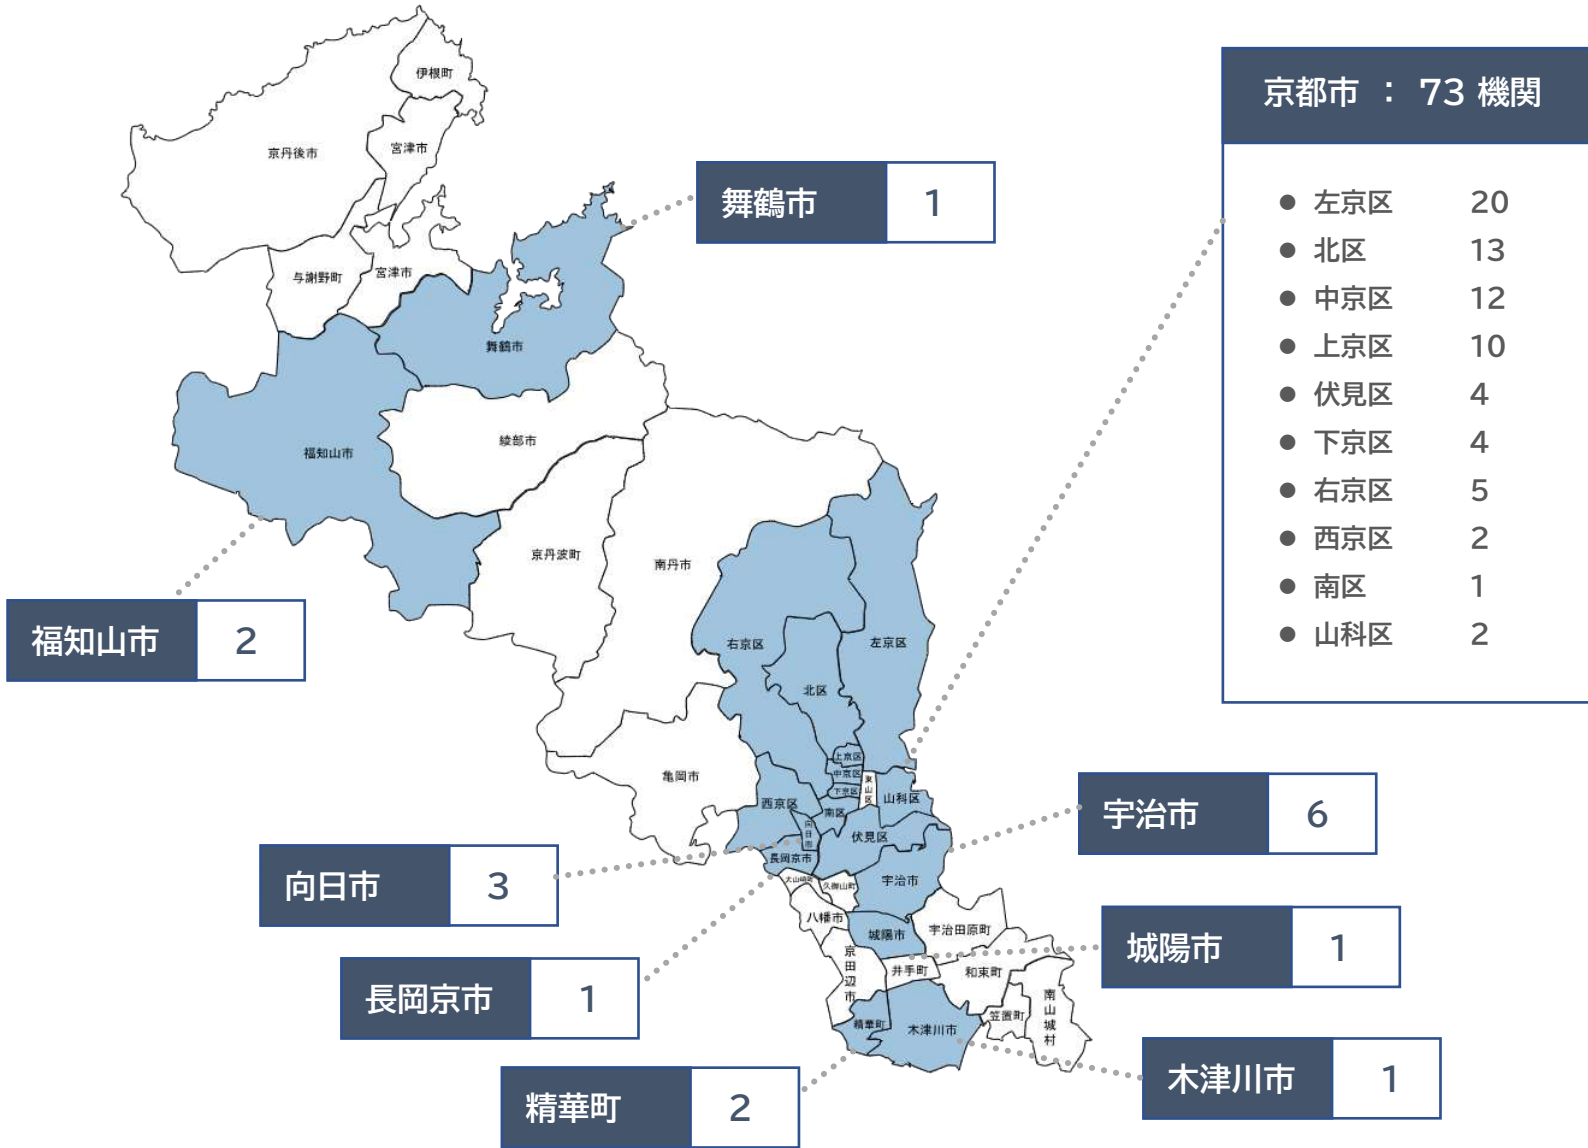 伊根町
京丹後市
宮津市
与謝野町
宮津市
舞鶴市
福知山市
綾部市
京丹波町
南丹市
右京区
左京区
北区
上京区
中京区
下京区
東山区
山科区
亀岡市
西京区
南区
向日市
伏見区
長岡京市
大山崎町
久御山町
宇治市
八幡市
城陽市
宇治田原町
京田辺市
井手町
和束町
南山城村
笠置町
精華町
木津川市
舞鶴市 1
福知山市 2
京都市 : 73 機関
● 左京区 20
● 北区 13
● 中京区 12
● 上京区 10
● 伏見区 4
● 下京区 4
● 右京区 5
● 西京区 2
● 南区 1
● 山科区 2
宇治市 6
向日市 3
城陽市 1
長岡京市 1
木津川市 1
精華町 2